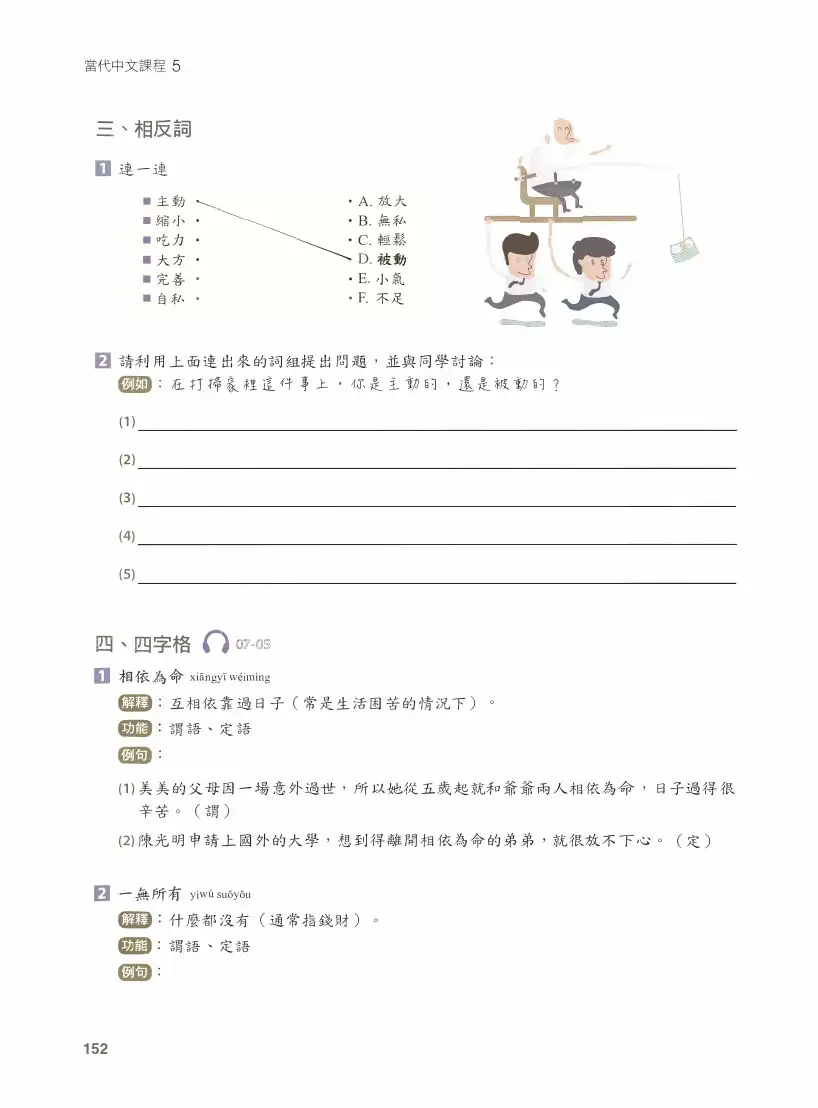 當代中文課程 5
三、相反詞
1 連一連
■ 主動 •
• A. 放大
■ 縮小 •
• B. 無私
■ 吃力 •
• C. 輕鬆
■ 大方 •
• D. 被動
■ 完善 •
• E. 小氣
■ 自私 •
• F. 不足
2 請利用上面連出來的詞組提出問題，並與同學討論：
例如：在打掃家裡這件事上，你是主動的，還是被動的？
(1)
(2)
(3)
(4)
(5)
四、四字格 07-05
1 相依為命 xiāngyī wéimìng
解釋：互相依靠過日子（常是生活困苦的情況下）。
功能：謂語、定語
例句：
(1) 美美的父母因一場意外過世，所以她從五歲起就和爺爺兩人相依為命，日子過得很
辛苦。（謂）
(2) 陳光明申請上國外的大學，想到得離開相依為命的弟弟，就很放不下心。（定）
2 一無所有 yìwú suǒyǒu
解釋：什麼都沒有（通常指錢財）。
功能：謂語、定語
例句：
152